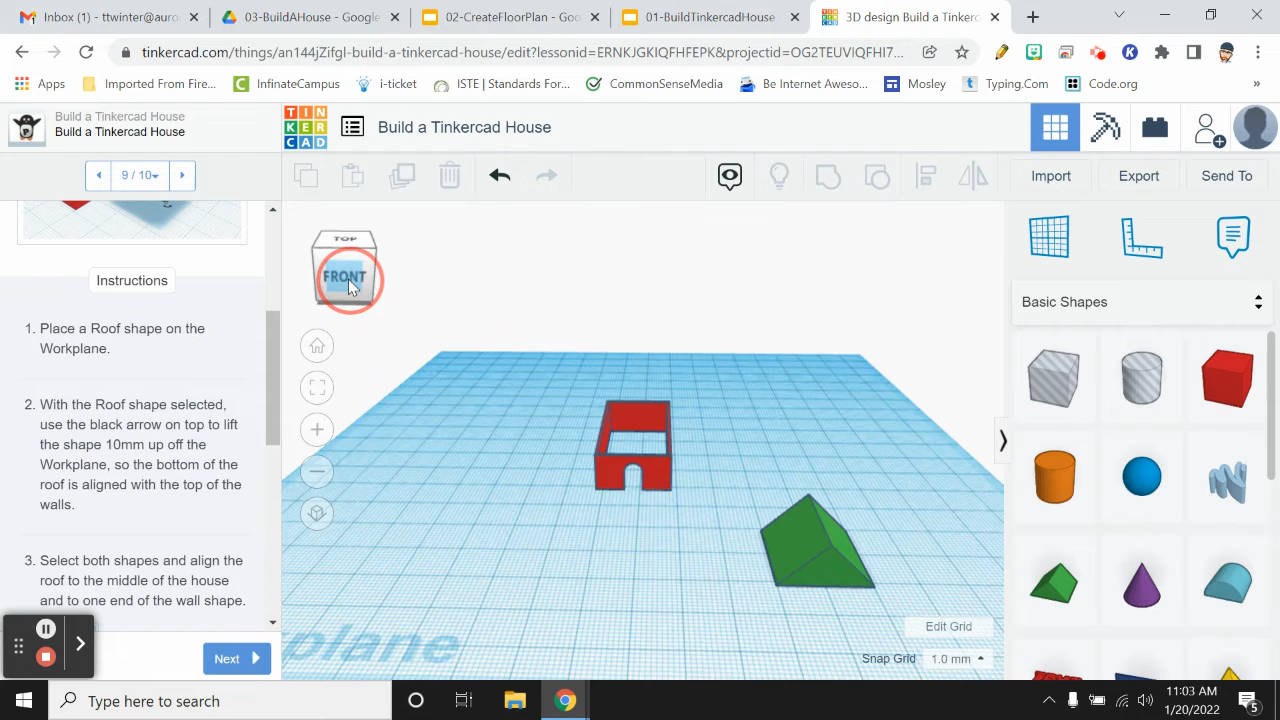 Inbox (1) - ttverner@auro
03-BuildAHouse - Google
02-CreateFloorPlan - Goo
01-BuildTinkercadHouse
3D design Build a Tinkerc
tinkercad.com/things/an144jZifgl-build-a-tinkercad-house/edit?lessonid=ERNKJGKIQFHFEPK&projectid=OG2TEUVIQFHI7...
Apps
Imported From Fir...
InfinateCampus
i-ticket
ISTE | Standards For...
CommonSenseMedia
Be Internet Aweso...
Mosley
Typing.Com
Code.org
»
Build a Tinkercad House
Build a Tinkercad House
TIN
KER
CAD
Build a Tinkercad House
9 / 10
Import
Export
Send To
TOP
FRONT
Instructions
1. Place a Roof shape on the
Workplane.
2. With the Roof shape selected,
use the black arrow on top to lift
the shape 10mm up off the
Workplane, so the bottom of the
roof is aligned with the top of the
walls.
3. Select both shapes and align the
roof to the middle of the house
and to one end of the wall shape.
Next
plane
Edit Grid
Snap Grid
1.0 mm
Basic Shapes
Type here to search
11:03 AM
1/20/2022
5